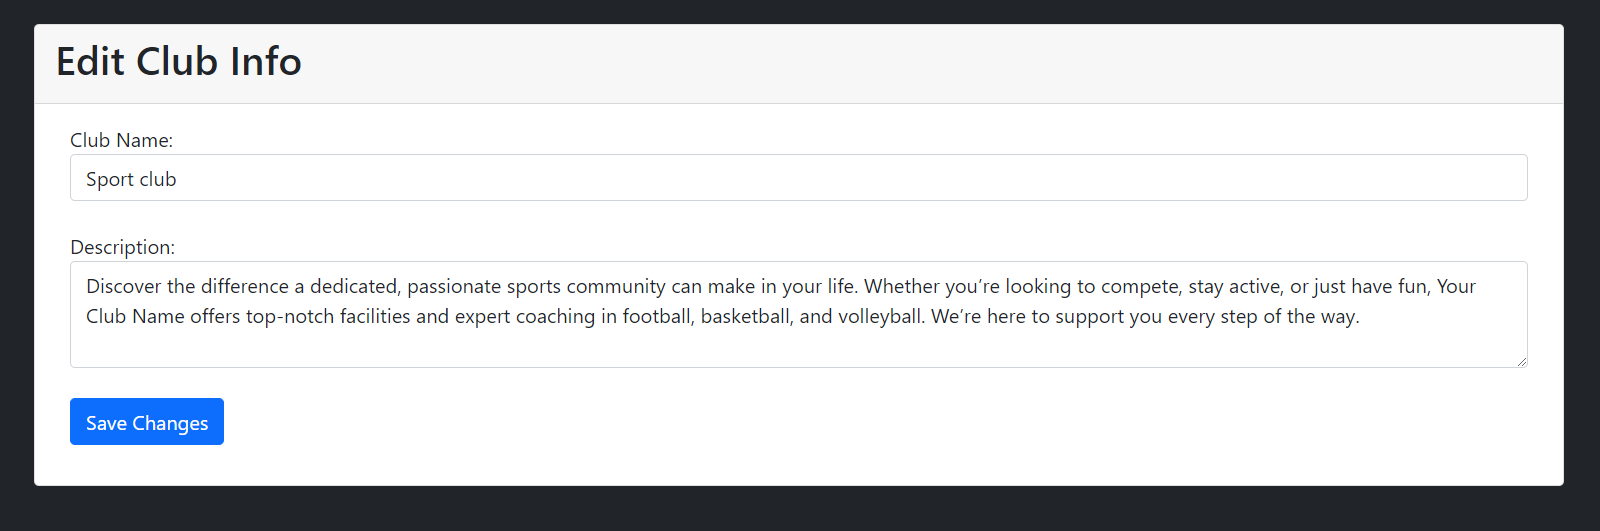 Edit Club Info
Club Name:
Sport club
Description:
Discover the difference a dedicated, passionate sports community can make in your life. Whether you’re looking to compete, stay active, or just have fun, Your
Club Name offers top-notch facilities and expert coaching in football, basketball, and volleyball. We’re here to support you every step of the way.
Save Changes